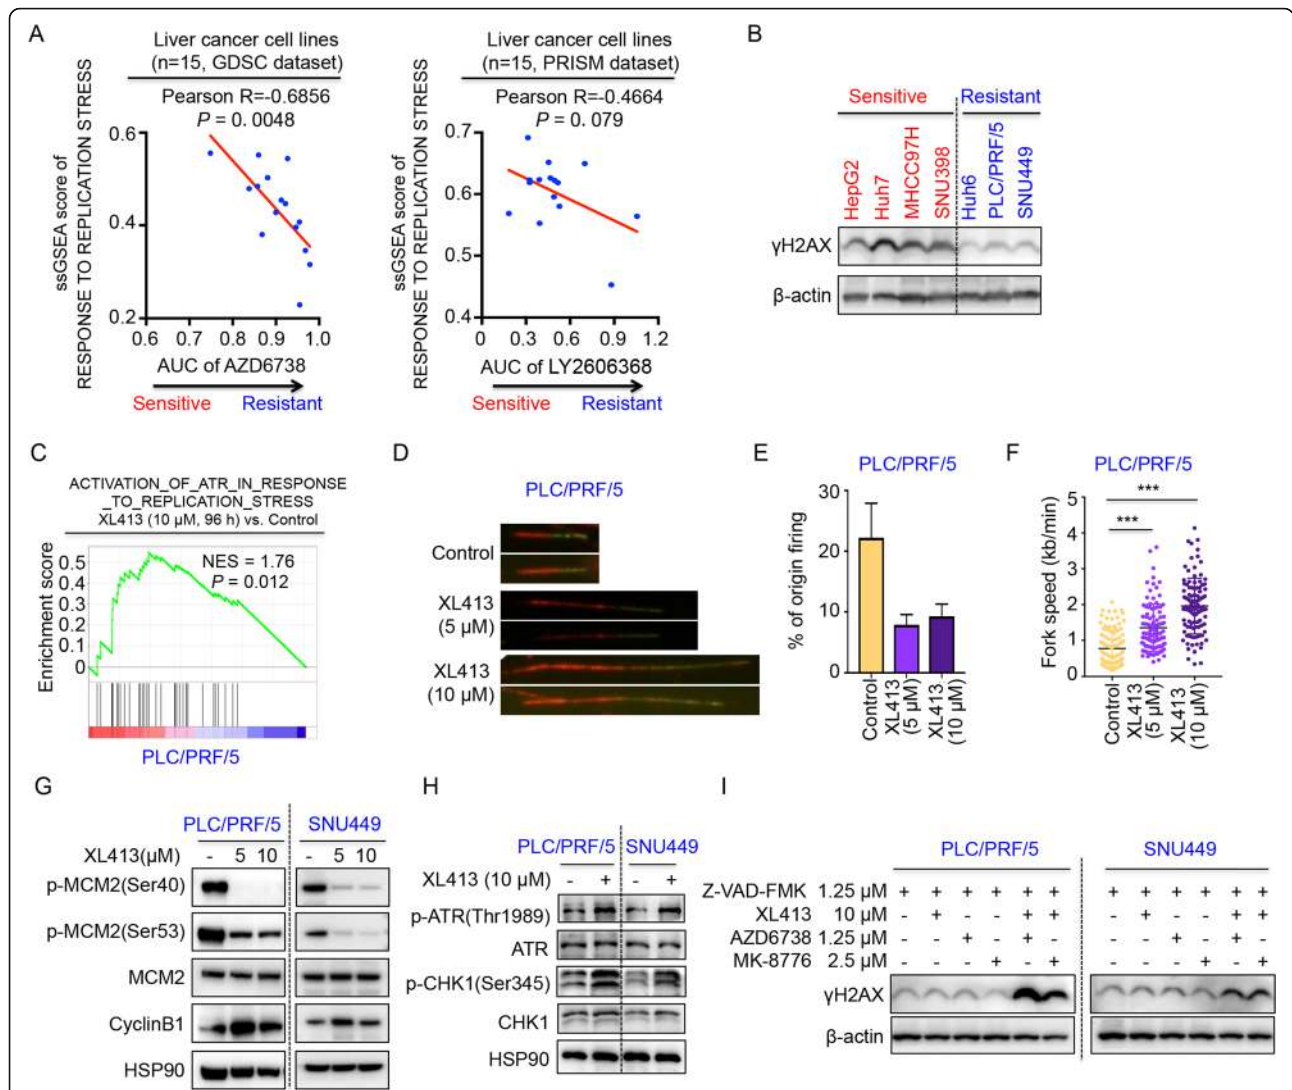 A
Liver cancer cell lines
(n=15, GDSC dataset)
Pearson R=-0.6856
P = 0.0048
ssGSEA score of
RESPONSE TO REPLICATION STRESS
0.6
0.4
0.2
0.6 0.7 0.8 0.9 1.0
AUC of AZD6738
Sensitive Resistant
Liver cancer cell lines
(n=15, PRISM dataset)
Pearson R=-0.4664
P = 0.079
ssGSEA score of
RESPONSE TO REPLICATION STRESS
0.7
0.6
0.5
0.4
0 0.3 0.6 0.9 1.2
AUC of LY2606368
Sensitive Resistant
B
Sensitive Resistant
HepG2
Huh7
MHCC97H
SNU398
Huh6
PLC/PRF/5
SNU449
γH2AX
β-actin
C
ACTIVATION_OF_ATR_IN_RESPONSE
_TO_REPLICATION_STRESS
XL413 (10 μM, 96 h) vs. Control
NES = 1.76
P = 0.012
Enrichment score
0.5
0.4
0.3
0.2
0.1
0
PLC/PRF/5
D
PLC/PRF/5
Control
XL413
(5 μM)
XL413
(10 μM)
E
PLC/PRF/5
% of origin firing
30
20
10
0
Control
XL413
(5 μM)
XL413
(10 μM)
F
PLC/PRF/5
***
***
Fork speed (kb/min)
5
4
3
2
1
0
Control
XL413
(5 μM)
XL413
(10 μM)
G
PLC/PRF/5 SNU449
XL413(μM) - 5 10 - 5 10
p-MCM2(Ser40)
p-MCM2(Ser53)
MCM2
CyclinB1
HSP90
H
PLC/PRF/5 SNU449
XL413 (10 μM) - + - +
p-ATR(Thr1989)
ATR
p-CHK1(Ser345)
CHK1
HSP90
I
PLC/PRF/5 SNU449
Z-VAD-FMK 1.25 μM + + + + + + + + + + + +
XL413 10 μM - + - - + + - + - - + +
AZD6738 1.25 μM - - + - + - - - + - + -
MK-8776 2.5 μM - - - + - + - - - + - +
γH2AX
β-actin